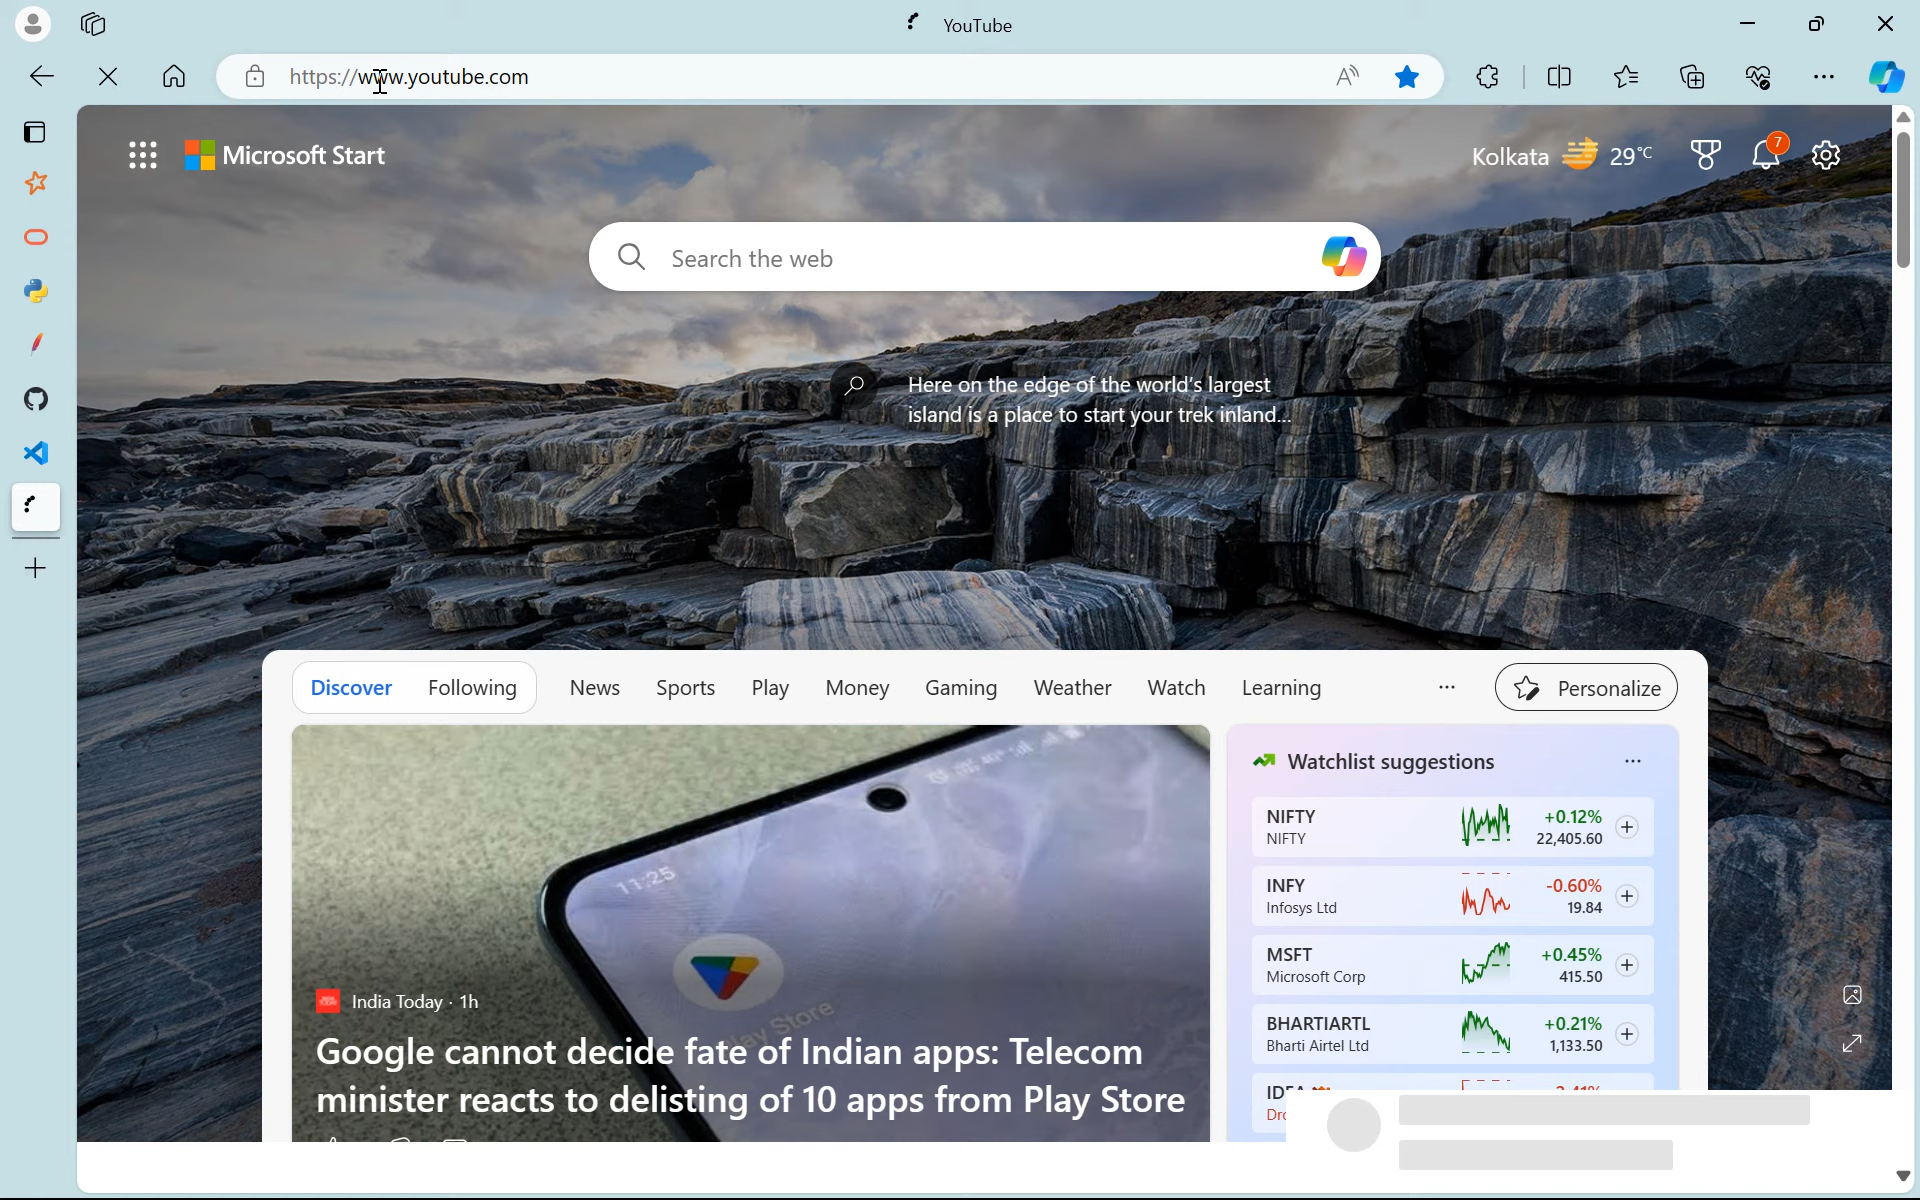 YouTube
https://www.youtube.com
Microsoft Start
Kolkata 29°C
7
Search the web
Here on the edge of the world's largest
island is a place to start your trek inland...
Discover Following News Sports Play Money Gaming Weather Watch Learning
Personalize
11:25
Play Store
India Today · 1h
Google cannot decide fate of Indian apps: Telecom
minister reacts to delisting of 10 apps from Play Store
Watchlist suggestions
NIFTY +0.12%
NIFTY 22,405.60
INFY -0.60%
Infosys Ltd 19.84
MSFT +0.45%
Microsoft Corp 415.50
BHARTIARTL +0.21%
Bharti Airtel Ltd 1,133.50